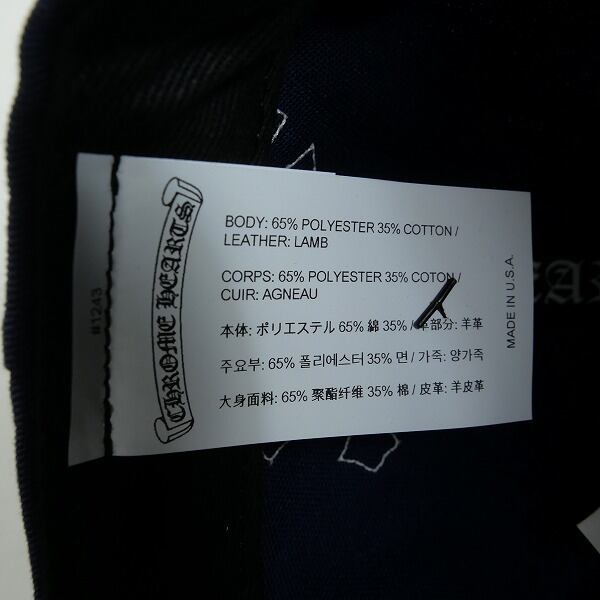 #1243
CHROME HEARTS
BODY: 65% POLYESTER 35% COTTON /
LEATHER: LAMB
CORPS: 65% POLYESTER 35% COTON /
CUIR: AGNEAU
本体: ポリエステル 65% 綿 35% / 部分: 羊革
주요부: 65% 폴리에스터 35% 면 / 가죽: 양가죽
大身面料: 65% 聚酯纤维 35% 棉 / 皮革: 羊皮革
MADE IN U.S.A.